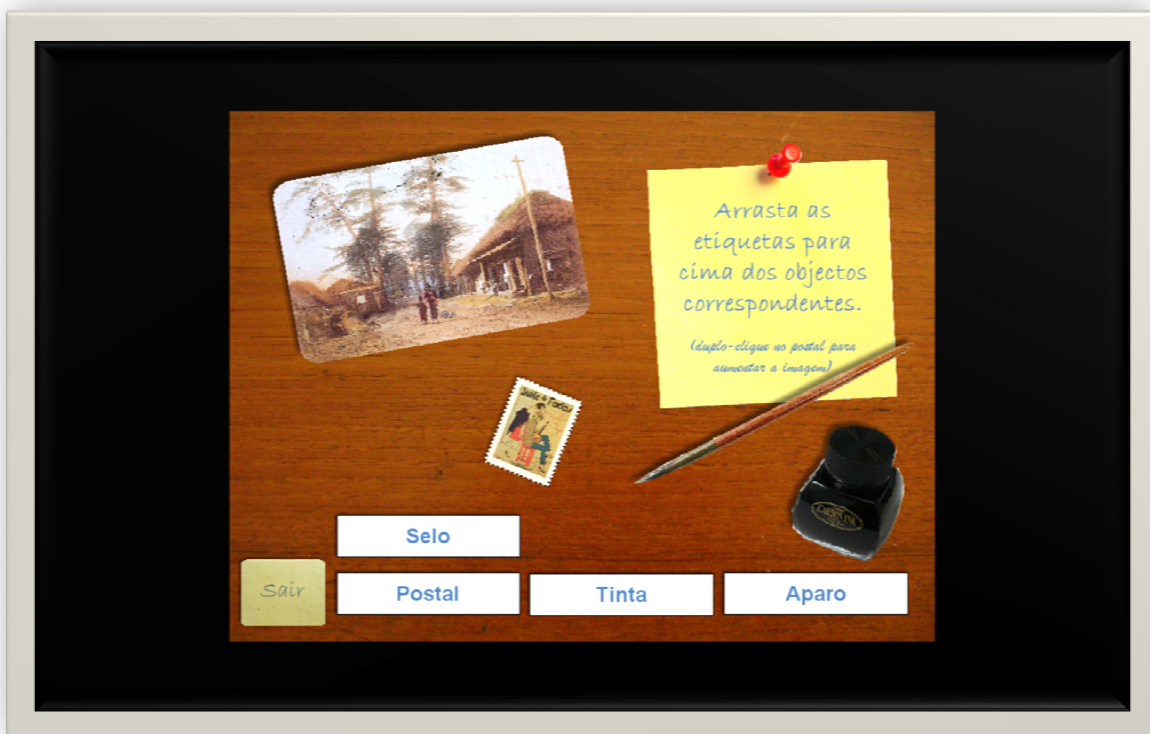 Arrasta as
etiquetas para
cima dos objectos
correspondentes.
(duplo-clique no postal para
aumentar a imagem)
Selo
Sair
Postal
Tinta
Aparo